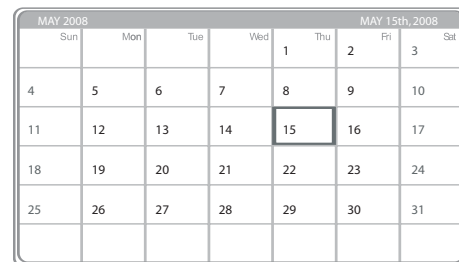 MAY 2008 MAY 15th, 2008
Sun Mon Tue Wed Thu Fri Sat
1 2 3
4 5 6 7 8 9 10
11 12 13 14 15 16 17
18 19 20 21 22 23 24
25 26 27 28 29 30 31